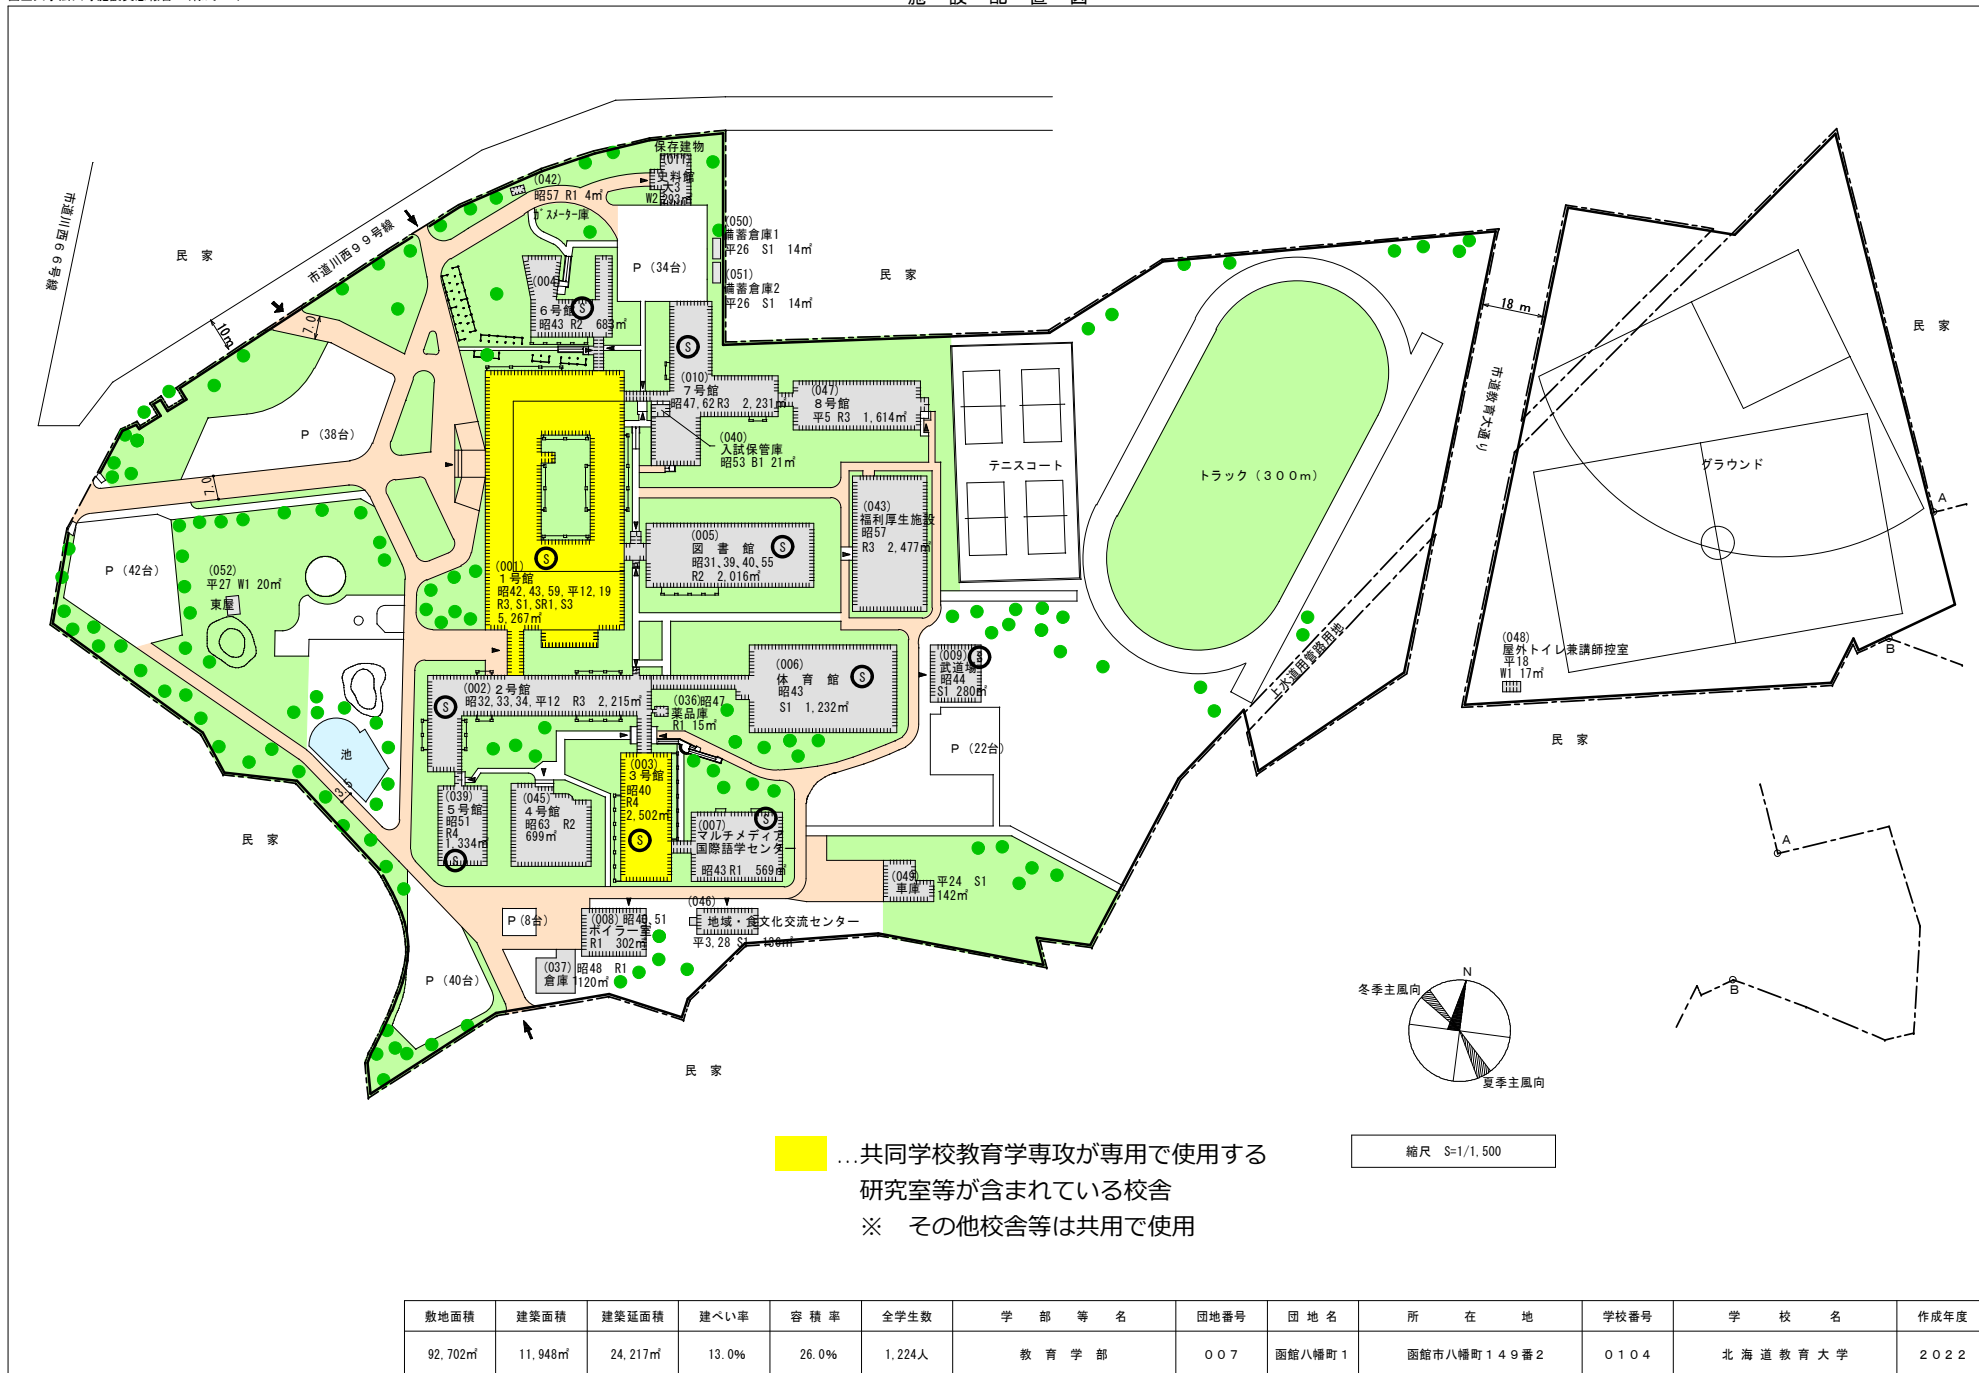 施 設 配 置 図
市道川西６６号線
民 家
市道川西９９号線
10m
7.0
保存建物
(011)
史料館
大3
W2 293㎡
(042)
昭57 R1 4㎡
ｶﾞｽﾒｰﾀｰ庫
(050)
備蓄倉庫1
平26 S1 14㎡
(051)
備蓄倉庫2
平26 S1 14㎡
P (34台)
民 家
(004)
６号館
昭43 R2 683㎡
(010)
７号館
昭47,62 R3 2,231㎡
(047)
８号館
平5 R3 1,614㎡
(040)
入試保管庫
昭53 B1 21㎡
P (38台)
7.0
テニスコート
トラック（３００ｍ）
18 m
市道教育大通り
グラウンド
民 家
A
B
(043)
福利厚生施設
昭57
R3 2,477㎡
(005)
図 書 館
昭31,39,40,55
R2 2,016㎡
(001)
１号館
昭42,43,59,平12,19
R3,S1,SR1,S3
5,267㎡
P (42台)
(052)
平27 W1 20㎡
東屋
(048)
屋外トイレ兼講師控室
平18
W1 17㎡
上水道用管路用地
(009)
武道場
昭44
S1 280㎡
(006)
体 育 館
昭43
S1 1,232㎡
(002) ２号館
昭32,33,34,平12 R3 2,215㎡
(036) 昭47
薬品庫
R1 15㎡
P (22台)
民 家
池
3.5
(003)
３号館
昭40
R4
2,502㎡
(039)
５号館
昭51
R4
1,334㎡
(045)
４号館
昭63 R2
699㎡
(007)
マルチメディア
国際語学センター
昭43 R1 569㎡
民 家
(049)
車庫
平24 S1
142㎡
P (8台)
(008) 昭40,51
ボイラー室
R1 302㎡
(046)
地域・食文化交流センター
平3,28 S1
(037) 昭48 R1
倉庫 120㎡
P (40台)
民 家
A
B
N
冬季主風向
夏季主風向
…共同学校教育学専攻が専用で使用する
研究室等が含まれている校舎
※ その他校舎等は共用で使用
縮尺 S=1/1,500
敷地面積 建築面積 建築延面積 建ぺい率 容 積 率 全学生数 学 部 等 名 団地番号 団 地 名 所 在 地 学校番号 学 校 名 作成年度
92,702㎡ 11,948㎡ 24,217㎡ 13.0% 26.0% 1,224人 教 育 学 部 ００７ 函館八幡町１ 函館市八幡町１４９番２ ０１０４ 北 海 道 教 育 大 学 ２０２２